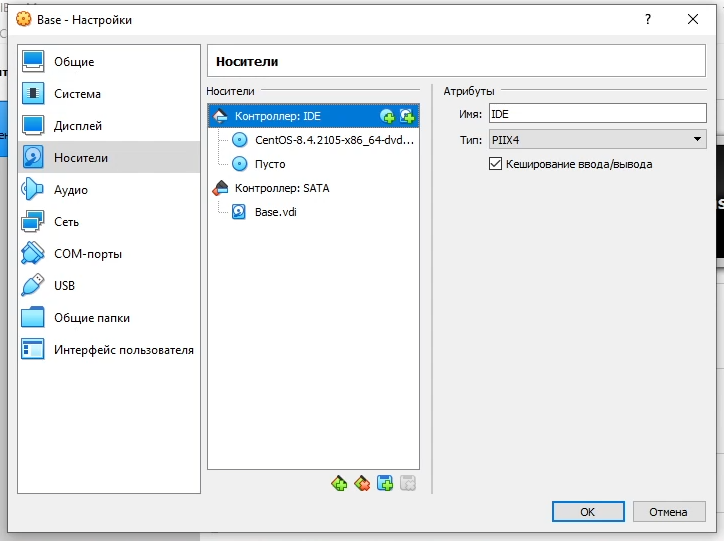 Base - Настройки
?
Общие
Система
Дисплей
Носители
Аудио
Сеть
COM-порты
USB
Общие папки
Интерфейс пользователя
Носители
Носители
Контроллер: IDE
CentOS-8.4.2105-x86_64-dvd...
Пусто
Контроллер: SATA
Base.vdi
Атрибуты
Имя: IDE
Тип: PIIX4
Кеширование ввода/вывода
OK
Отмена